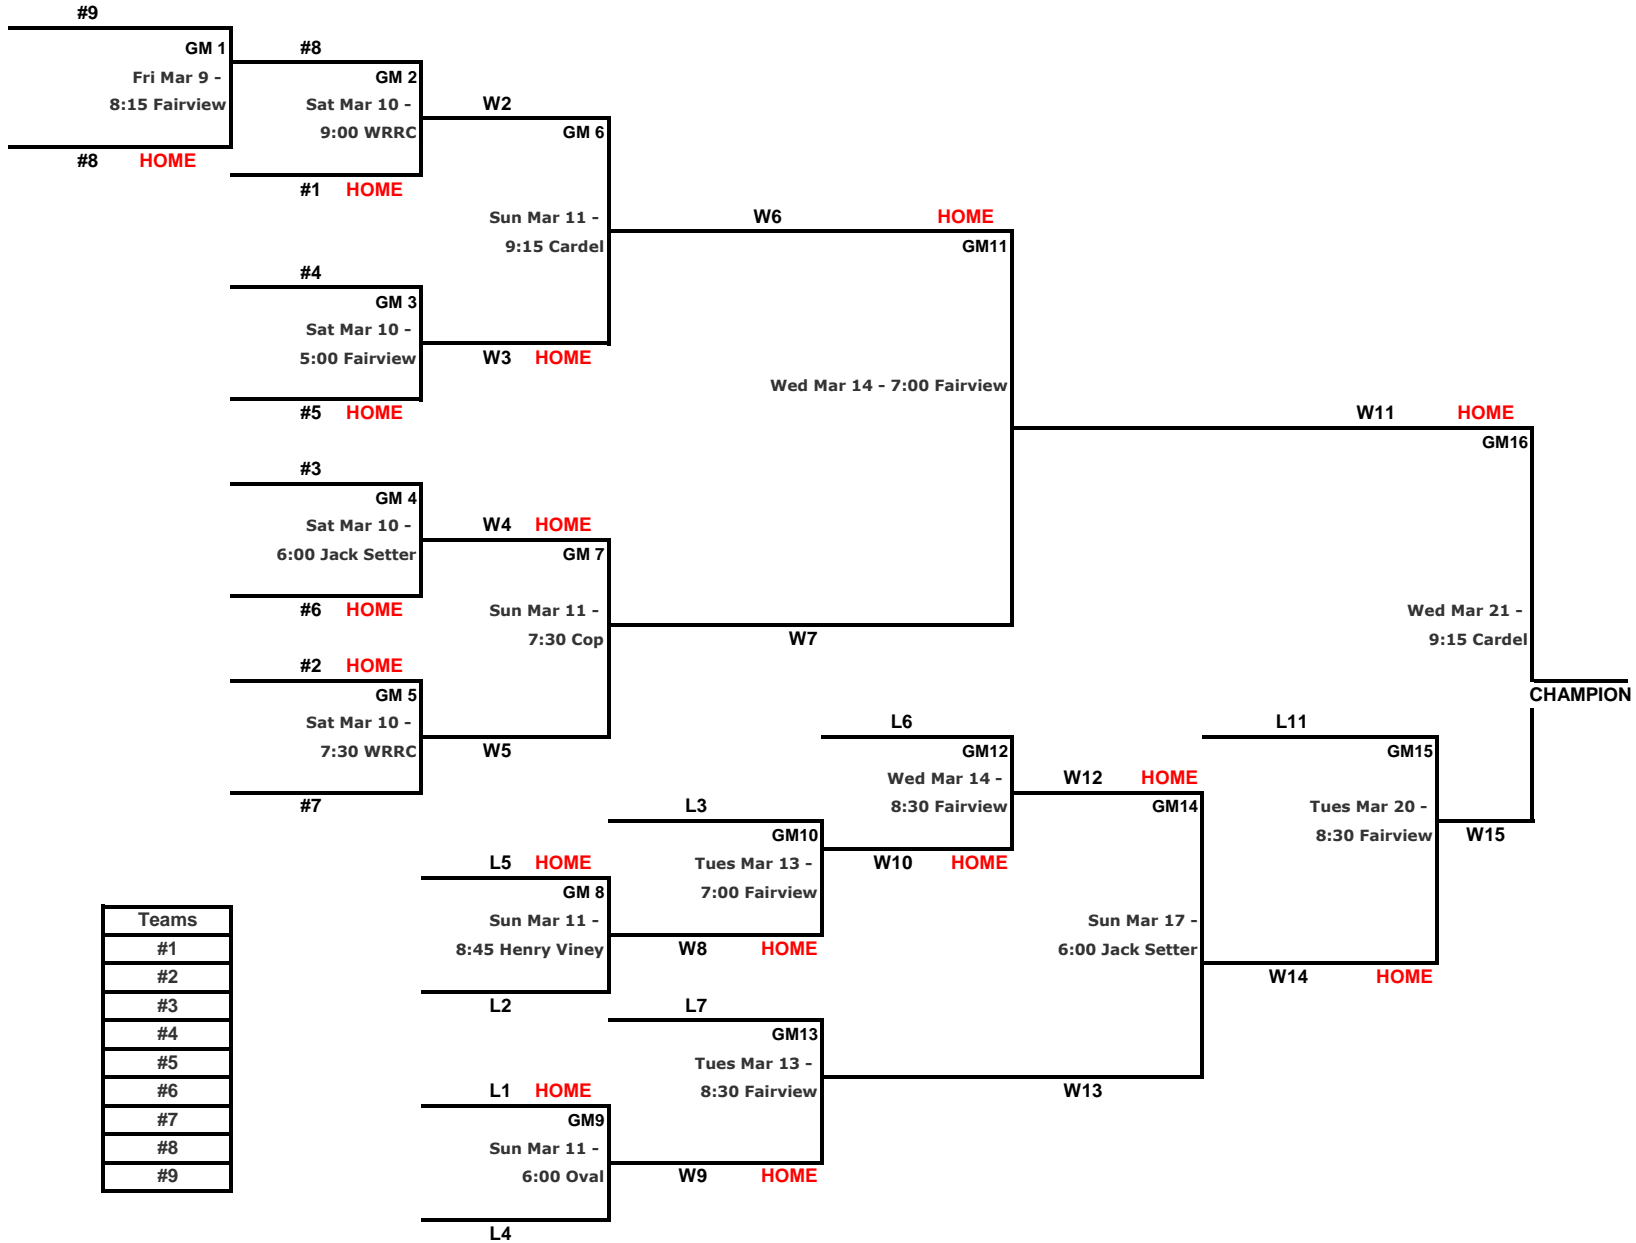 #9
GM 1
Fri Mar 9 -
8:15 Fairview
#8 HOME
#8
GM 2
Sat Mar 10 -
9:00 WRRC
#1 HOME
W2
GM 6
Sun Mar 11 -
9:15 Cardel
W3 HOME
#4
GM 3
Sat Mar 10 -
5:00 Fairview
#5 HOME
W6 HOME
GM11
Wed Mar 14 - 7:00 Fairview
W7
#3
GM 4
Sat Mar 10 -
6:00 Jack Setter
#6 HOME
W4 HOME
GM 7
Sun Mar 11 -
7:30 Cop
W5
#2 HOME
GM 5
Sat Mar 10 -
7:30 WRRC
#7
W11 HOME
GM16
Wed Mar 21 -
9:15 Cardel
CHAMPION
W15
L6
GM12
Wed Mar 14 -
8:30 Fairview
W10 HOME
L11
GM15
Tues Mar 20 -
8:30 Fairview
W14 HOME
W12 HOME
GM14
Sun Mar 17 -
6:00 Jack Setter
W13
L3
GM10
Tues Mar 13 -
7:00 Fairview
W8 HOME
L5 HOME
GM 8
Sun Mar 11 -
8:45 Henry Viney
L2
L7
GM13
Tues Mar 13 -
8:30 Fairview
W9 HOME
L1 HOME
GM9
Sun Mar 11 -
6:00 Oval
L4
Teams
#1
#2
#3
#4
#5
#6
#7
#8
#9